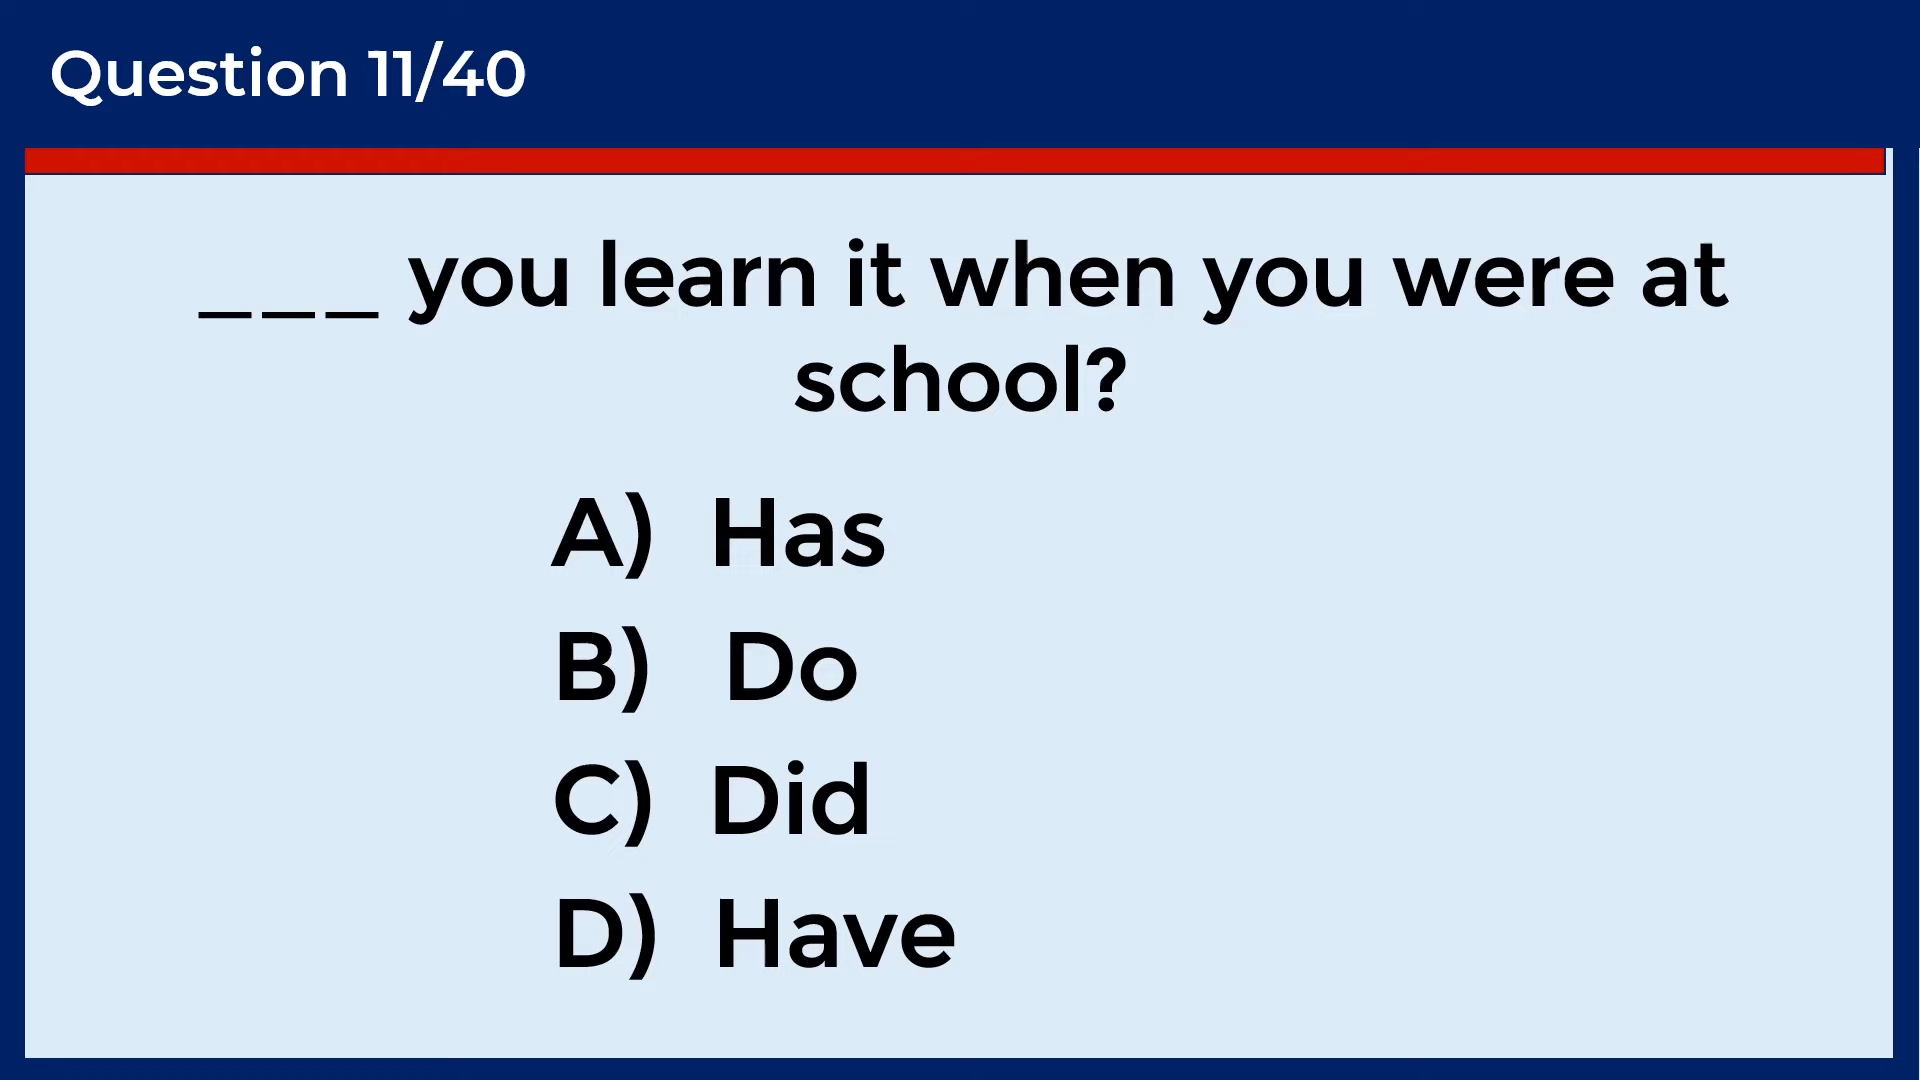 Question 11/40
___ you learn it when you were at
school?
A) Has
B) Do
C) Did
D) Have